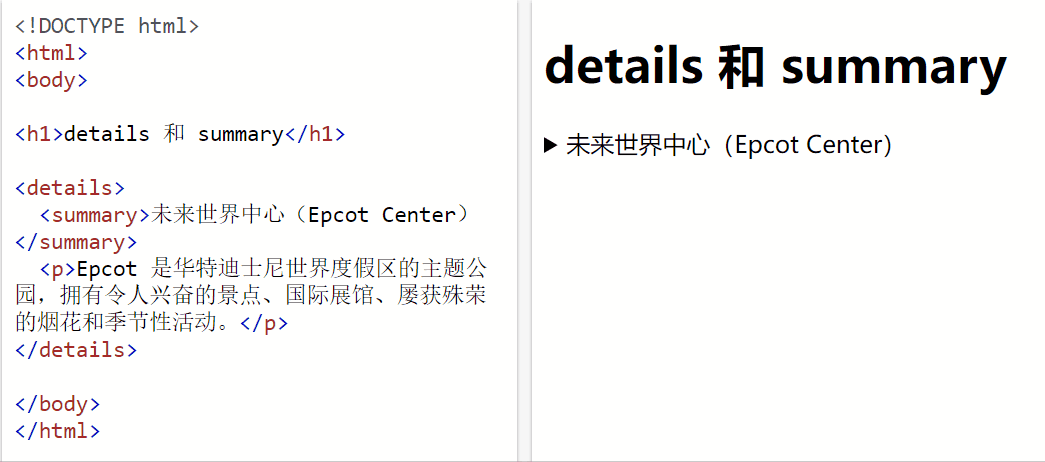 <!DOCTYPE html>
<html>
<body>
<h1>details 和 summary</h1>
<details>
<summary>未来世界中心（Epcot Center）
</summary>
<p>Epcot 是华特迪士尼世界度假区的主题公
园，拥有令人兴奋的景点、国际展馆、屡获殊荣
的烟花和季节性活动。</p>
</details>
</body>
</html>
details 和 summary
▶ 未来世界中心（Epcot Center）